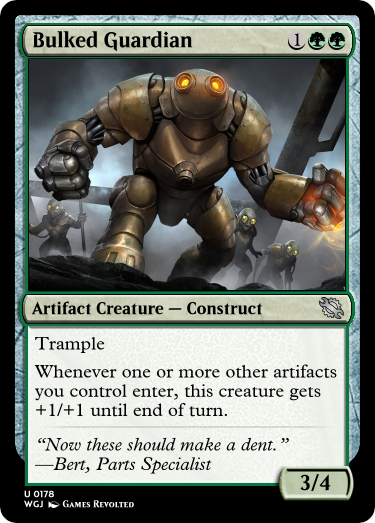 Bulked Guardian 1
Artifact Creature — Construct
Trample
Whenever one or more other artifacts
you control enter, this creature gets
+1/+1 until end of turn.
“Now these should make a dent.”
—Bert, Parts Specialist
3/4
U 0178
WGJ Games Revolted